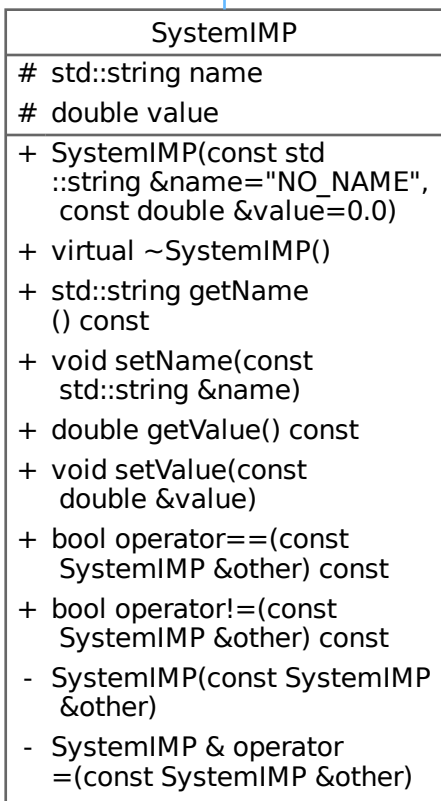 SystemIMP
# std::string name
# double value
+ SystemIMP(const std
::string &name="NO_NAME",
const double &value=0.0)
+ virtual ~SystemIMP()
+ std::string getName
() const
+ void setName(const
std::string &name)
+ double getValue() const
+ void setValue(const
double &value)
+ bool operator==(const
SystemIMP &other) const
+ bool operator!=(const
SystemIMP &other) const
- SystemIMP(const SystemIMP
&other)
- SystemIMP & operator
=(const SystemIMP &other)